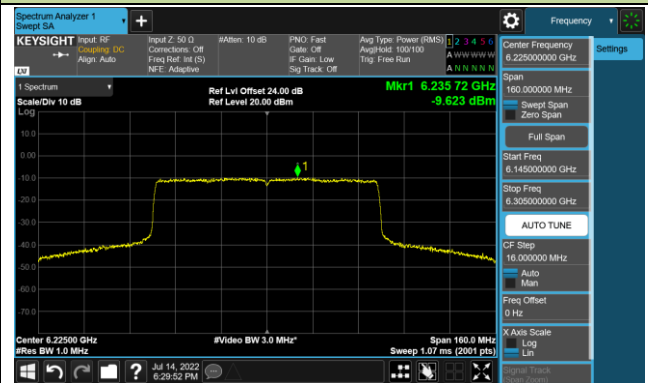 Spectrum Analyzer 1
Swept SA
Frequency
KEYSIGHT
Input: RF
Coupling: DC
Align: Auto
Input Z: 50 Ω
Corrections: Off
Freq Ref: Int (S)
NFE: Adaptive
#Atten: 10 dB
PNO: Fast
Gate: Off
IF Gain: Low
Sig Track: Off
Avg Type: Power (RMS)
Avg|Hold: 100/100
Trig: Free Run
1 2 3 4 5 6
A W W W W W
A N N N N N
LXI
1 Spectrum
Scale/Div 10 dB
Log
Ref Lvl Offset 24.00 dB
Ref Level 20.00 dBm
Mkr1 6.235 72 GHz
-9.623 dBm
1
10.0
0.00
-10.0
-20.0
-30.0
-40.0
-50.0
-60.0
-70.0
Center 6.22500 GHz
#Res BW 1.0 MHz
#Video BW 3.0 MHz*
Span 160.0 MHz
Sweep 1.07 ms (2001 pts)
Jul 14, 2022
6:29:52 PM
Center Frequency
6.225000000 GHz
Settings
Span
160.000000 MHz
Swept Span
Zero Span
Full Span
Start Freq
6.145000000 GHz
Stop Freq
6.305000000 GHz
AUTO TUNE
CF Step
16.000000 MHz
Auto
Man
Freq Offset
0 Hz
X Axis Scale
Log
Lin
Signal Track
(Span Zoom)